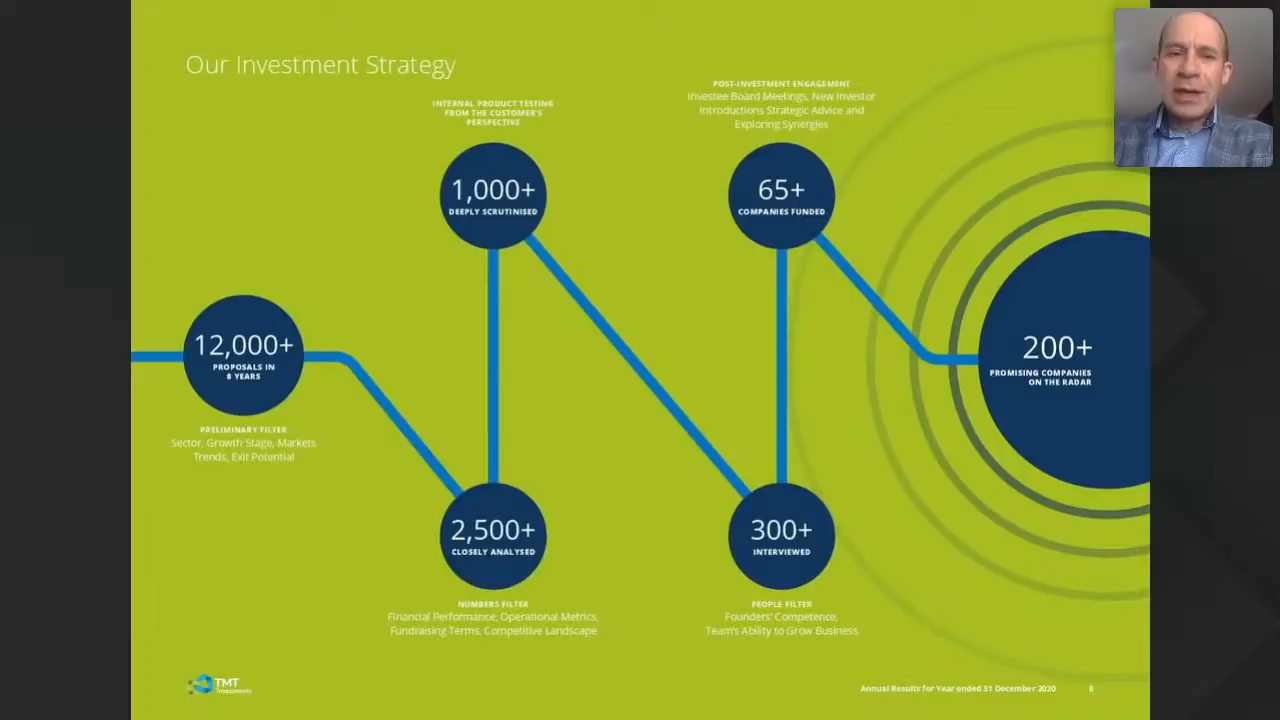 Our Investment Strategy
INTERNAL PRODUCT TESTING
FROM THE CUSTOMER'S
PERSPECTIVE
1,000+
DEEPLY SCRUTINISED
POST-INVESTMENT ENGAGEMENT
Investee Board Meetings, New Investor
Introductions Strategic Advice and
Exploring Synergies
65+
COMPANIES FUNDED
12,000+
PROPOSALS IN
8 YEARS
PRELIMINARY FILTER
Sector, Growth Stage, Markets
Trends, Exit Potential
200+
PROMISING COMPANIES
ON THE RADAR
2,500+
CLOSELY ANALYSED
NUMBERS FILTER
Financial Performance, Operational Metrics,
Fundraising Terms, Competitive Landscape
300+
INTERVIEWED
PEOPLE FILTER
Founders' Competence,
Team's Ability to Grow Business
TMT
Investments
Annual Results for Year ended 31 December 2020 6